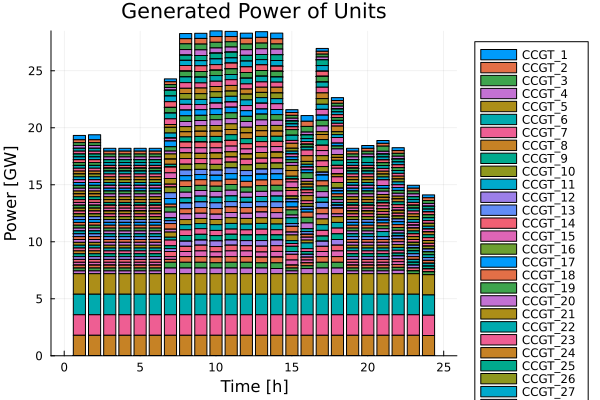 Generated Power of Units
Power [GW]
25
20
15
10
5
0
0 5 10 15 20 25
Time [h]
CCGT_1
CCGT_2
CCGT_3
CCGT_4
CCGT_5
CCGT_6
CCGT_7
CCGT_8
CCGT_9
CCGT_10
CCGT_11
CCGT_12
CCGT_13
CCGT_14
CCGT_15
CCGT_16
CCGT_17
CCGT_18
CCGT_19
CCGT_20
CCGT_21
CCGT_22
CCGT_23
CCGT_24
CCGT_25
CCGT_26
CCGT_27